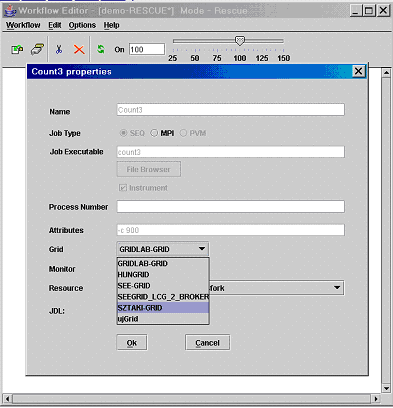 Workflow Editor - [demo-RESCUE*] Mode - Rescue
Workflow Edit Options Help
On 100
25 50 75 100 125 150
Count3 properties
Name Count3
Job Type SEQ MPI PVM
Job Executable count3
File Browser
Instrument
Process Number
Attributes -c 900
Grid GRIDLAB-GRID
GRIDLAB-GRID
Monitor HUNGRID
SEE-GRID
Resource SEEGRID_LCG_2_BROKER fork
SZTAKI-GRID
JDL: ujGrid
Ok Cancel